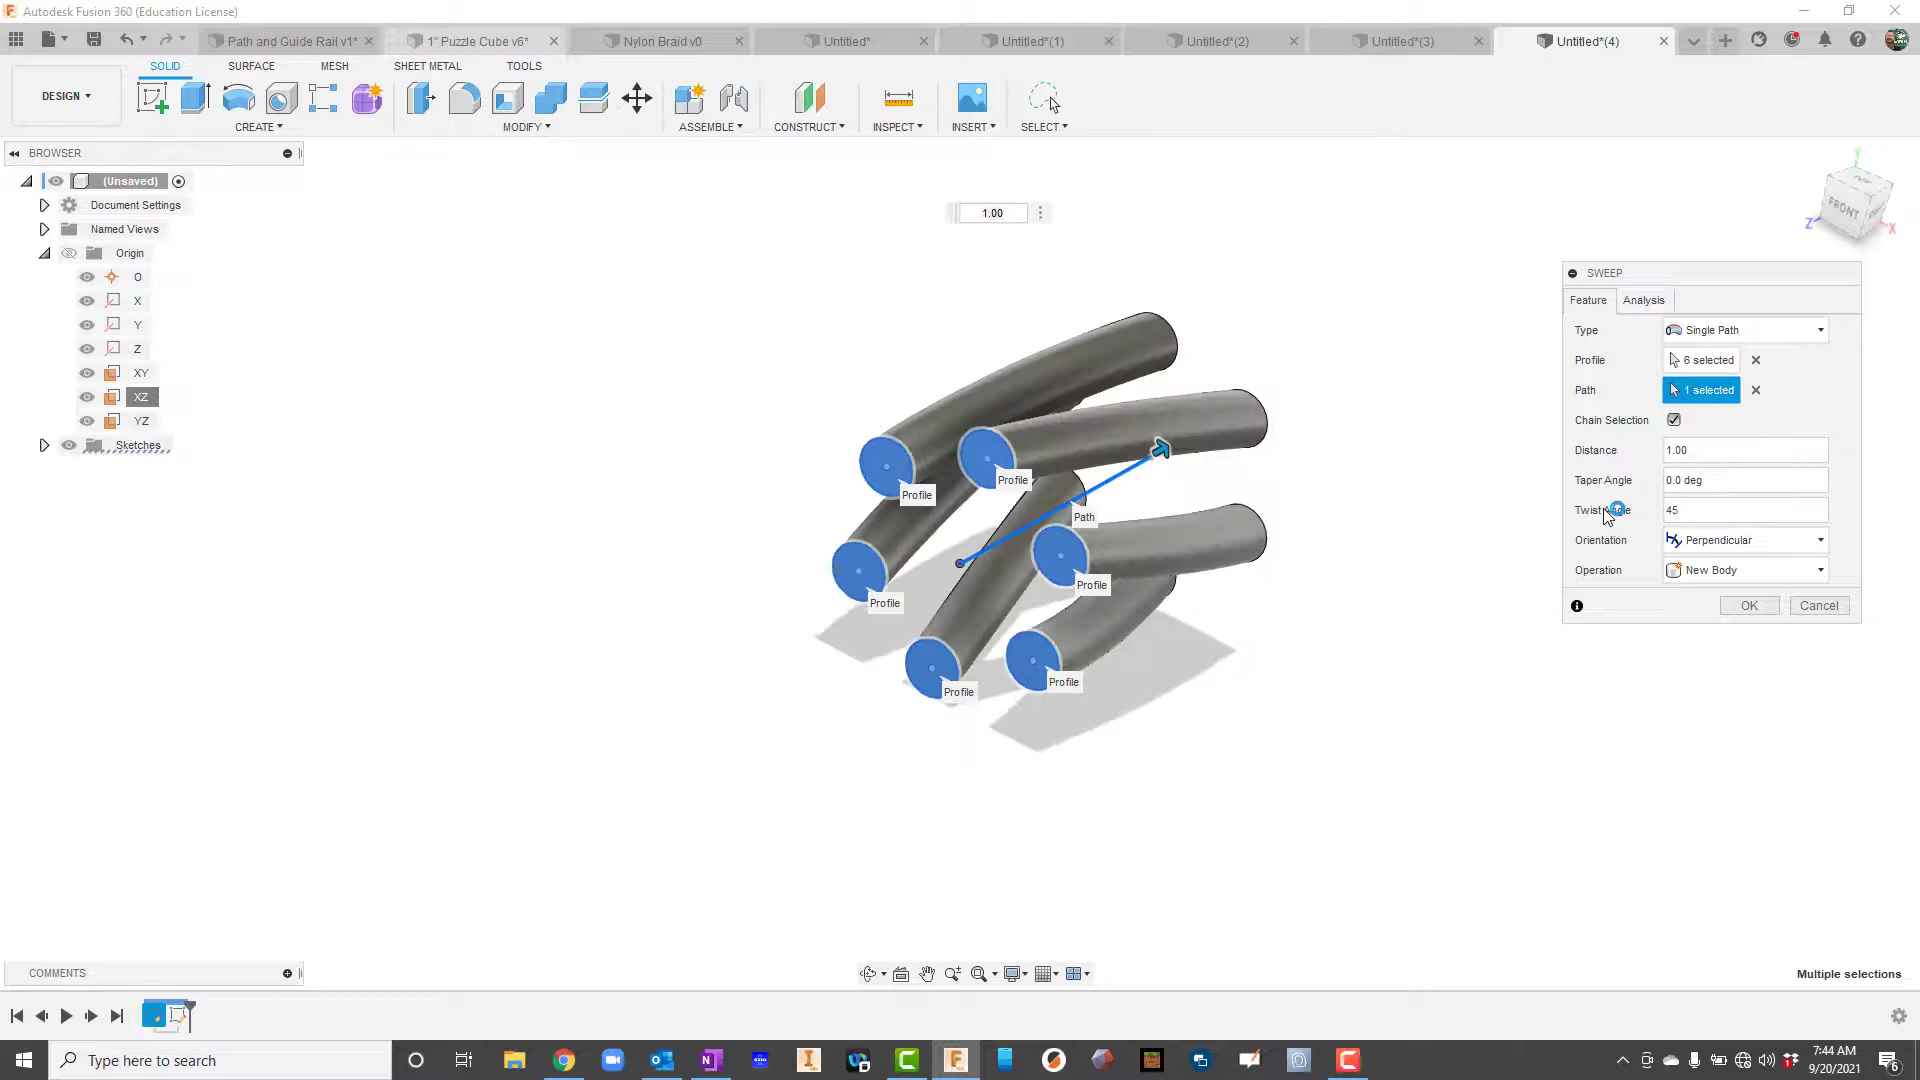 Autodesk Fusion 360 (Education License)
Path and Guide Rail v1*
1" Puzzle Cube v6*
Nylon Braid v0
Untitled*
Untitled*(1)
Untitled*(2)
Untitled*(3)
Untitled*(4)
SOLID
SURFACE
MESH
SHEET METAL
TOOLS
DESIGN
CREATE
MODIFY
ASSEMBLE
CONSTRUCT
INSPECT
INSERT
SELECT
BROWSER
(Unsaved)
Document Settings
Named Views
Origin
O
X
Y
Z
XY
XZ
YZ
Sketches
1.00
FRONT
Z
X
Y
Profile
Profile
Path
Profile
Profile
Profile
Profile
SWEEP
Feature
Analysis
Type
Single Path
Profile
6 selected
Path
1 selected
Chain Selection
Distance
1.00
Taper Angle
0.0 deg
Twist Angle
45
Orientation
Perpendicular
Operation
New Body
OK
Cancel
COMMENTS
Multiple selections
Type here to search
7:44 AM
9/20/2021
6